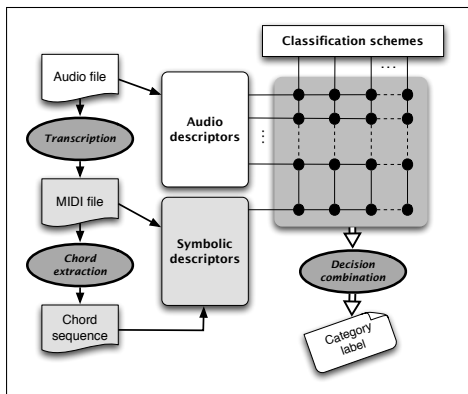 Classification schemes
...
Audio file
Transcription
Audio
descriptors
...
MIDI file
Chord
extraction
Symbolic
descriptors
Chord
sequence
Decision
combination
Category
label